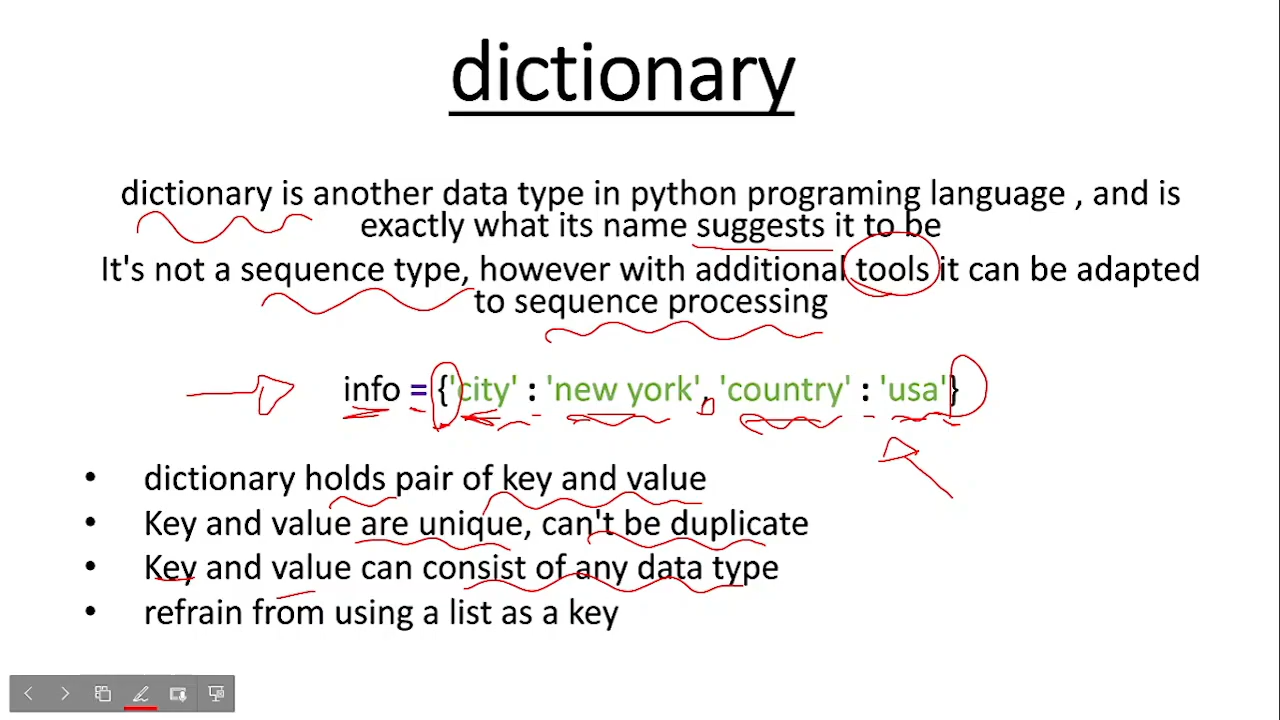 dictionary
dictionary is another data type in python programing language , and is
exactly what its name suggests it to be
It's not a sequence type, however with additional tools it can be adapted
to sequence processing
info = {'city' : 'new york', 'country' : 'usa'}
• dictionary holds pair of key and value
• Key and value are unique, can't be duplicate
• Key and value can consist of any data type
• refrain from using a list as a key